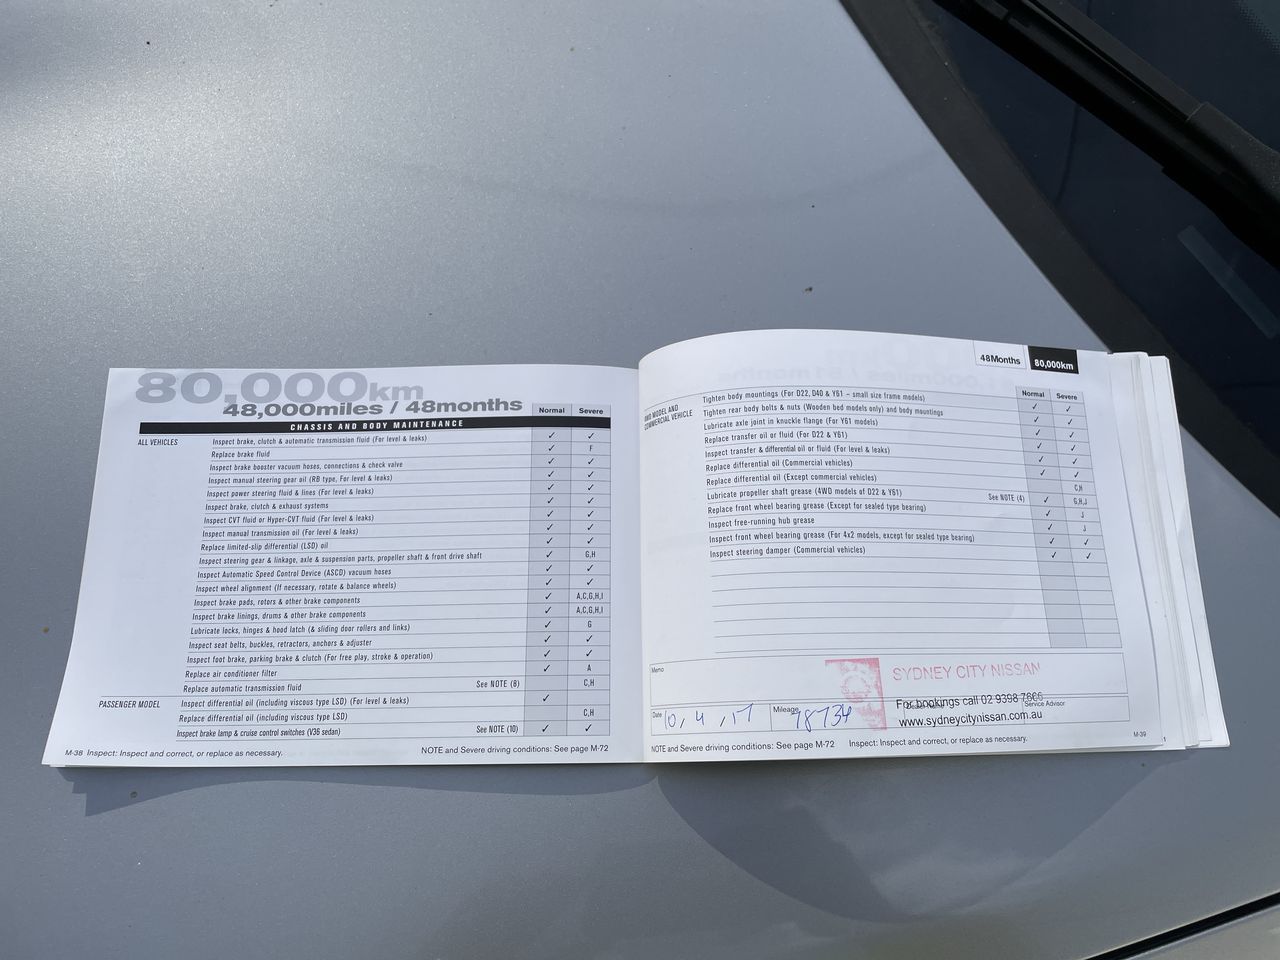 80,000km
48,000miles / 48months
Normal Severe
CHASSIS AND BODY MAINTENANCE
ALL VEHICLES Inspect brake, clutch & automatic transmission fluid (For level & leaks) ✓ ✓
Replace brake fluid ✓ F
Inspect brake booster vacuum hoses, connections & check valve ✓ ✓
Inspect manual steering gear oil (RB type, For level & leaks) ✓ ✓
Inspect power steering fluid & lines (For level & leaks) ✓ ✓
Inspect brake, clutch & exhaust systems ✓ ✓
Inspect CVT fluid or Hyper-CVT fluid (For level & leaks) ✓ ✓
Inspect manual transmission oil (For level & leaks) ✓ ✓
Replace limited-slip differential (LSD) oil ✓ ✓
Inspect steering gear & linkage, axle & suspension parts, propeller shaft & front drive shaft ✓ G,H
Inspect Automatic Speed Control Device (ASCD) vacuum hoses ✓ ✓
Inspect wheel alignment (If necessary, rotate & balance wheels) ✓ ✓
Inspect brake pads, rotors & other brake components ✓ A,C,G,H,I
Inspect brake linings, drums & other brake components ✓ A,C,G,H,I
Lubricate locks, hinges & hood latch (& sliding door rollers and links) ✓ G
Inspect seat belts, buckles, retractors, anchors & adjuster ✓ ✓
Inspect foot brake, parking brake & clutch (For free play, stroke & operation) ✓ ✓
Replace air conditioner filter ✓ A
Replace automatic transmission fluid See NOTE (8) C,H
PASSENGER MODEL Inspect differential oil (including viscous type LSD) (For level & leaks) ✓
Replace differential oil (including viscous type LSD) C,H
Inspect brake lamp & cruise control switches (V36 sedan) See NOTE (10) ✓ ✓
M-38 Inspect: Inspect and correct, or replace as necessary. NOTE and Severe driving conditions: See page M-72
48Months 80,000km
Normal Severe
4WD MODEL AND
COMMERCIAL VEHICLE
Tighten body mountings (For D22, D40 & Y61 – small size frame models) ✓ ✓
Tighten rear body bolts & nuts (Wooden bed models only) and body mountings ✓ ✓
Lubricate axle joint in knuckle flange (For Y61 models) ✓ ✓
Replace transfer oil or fluid (For D22 & Y61) ✓ ✓
Inspect transfer & differential oil or fluid (For level & leaks) ✓ ✓
Replace differential oil (Commercial vehicles) ✓ ✓
Replace differential oil (Except commercial vehicles) C,H
Lubricate propeller shaft grease (4WD models of D22 & Y61) See NOTE (4) ✓ G,H,J
Replace front wheel bearing grease (Except for sealed type bearing) ✓ J
Inspect free-running hub grease ✓ J
Inspect front wheel bearing grease (For 4x2 models, except for sealed type bearing) ✓ ✓
Inspect steering damper (Commercial vehicles) ✓ ✓
Memo
SYDNEY CITY NISSAN
For bookings call 02 9398 7866
www.sydneycitynissan.com.au
Date 10, 4, 17 Mileage 78734 Service Advisor
NOTE and Severe driving conditions: See page M-72 Inspect: Inspect and correct, or replace as necessary. M-39